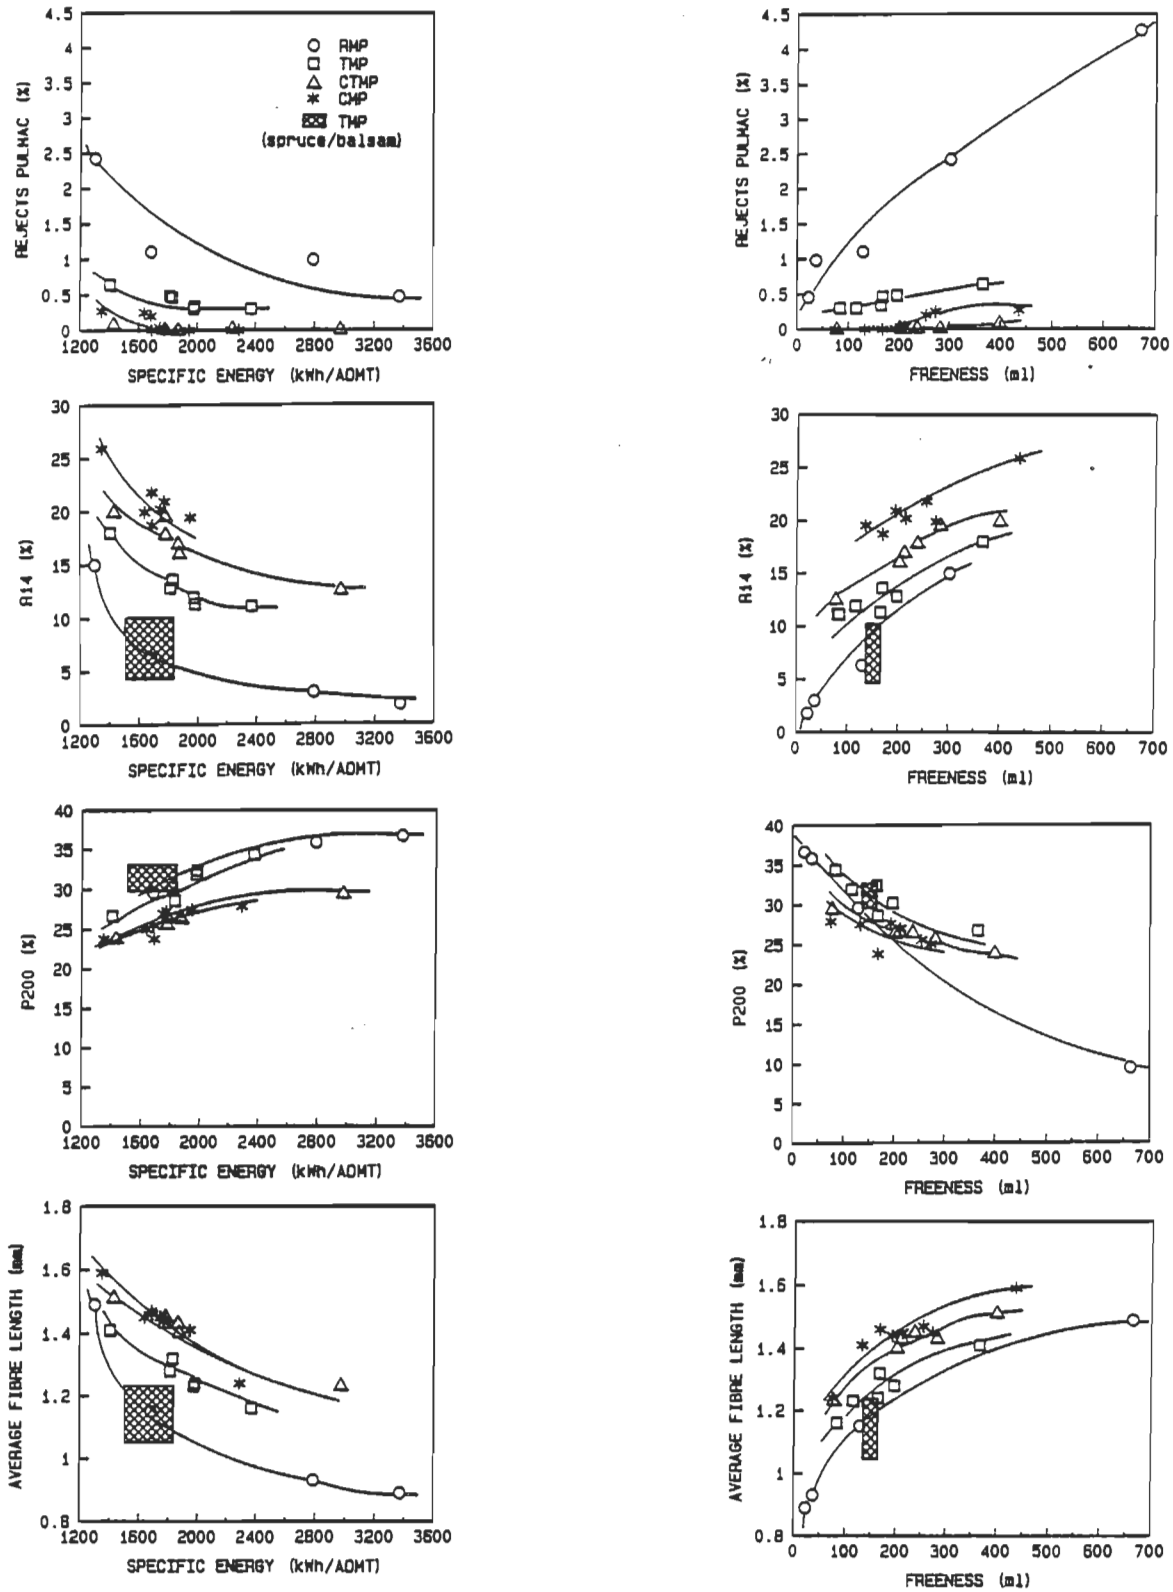 4.5
4
3.5
3
2.5
2
1.5
1
0.5
0
REJECTS PULMAC (%)
RMP
TMP
CTMP
CMP
TMP
(spruce/balsam)
1200 1600 2000 2400 2800 3200 3600
SPECIFIC ENERGY (kWh/ADMT)
4.5
4
3.5
3
2.5
2
1.5
1
0.5
0
REJECTS PULMAC (%)
0 100 200 300 400 500 600 700
FREENESS (ml)
30
25
20
15
10
5
0
R14 (%)
1200 1600 2000 2400 2800 3200 3600
SPECIFIC ENERGY (kWh/ADMT)
30
25
20
15
10
5
0
R14 (%)
0 100 200 300 400 500 600 700
FREENESS (ml)
40
35
30
25
20
15
10
5
0
P200 (%)
1200 1600 2000 2400 2800 3200 3600
SPECIFIC ENERGY (kWh/ADMT)
40
35
30
25
20
15
10
5
0
P200 (%)
0 100 200 300 400 500 600 700
FREENESS (ml)
1.8
1.6
1.4
1.2
1
0.8
AVERAGE FIBRE LENGTH (mm)
1200 1600 2000 2400 2800 3200 3600
SPECIFIC ENERGY (kWh/ADMT)
1.8
1.6
1.4
1.2
1
0.8
AVERAGE FIBRE LENGTH (mm)
0 100 200 300 400 500 600 700
FREENESS (ml)